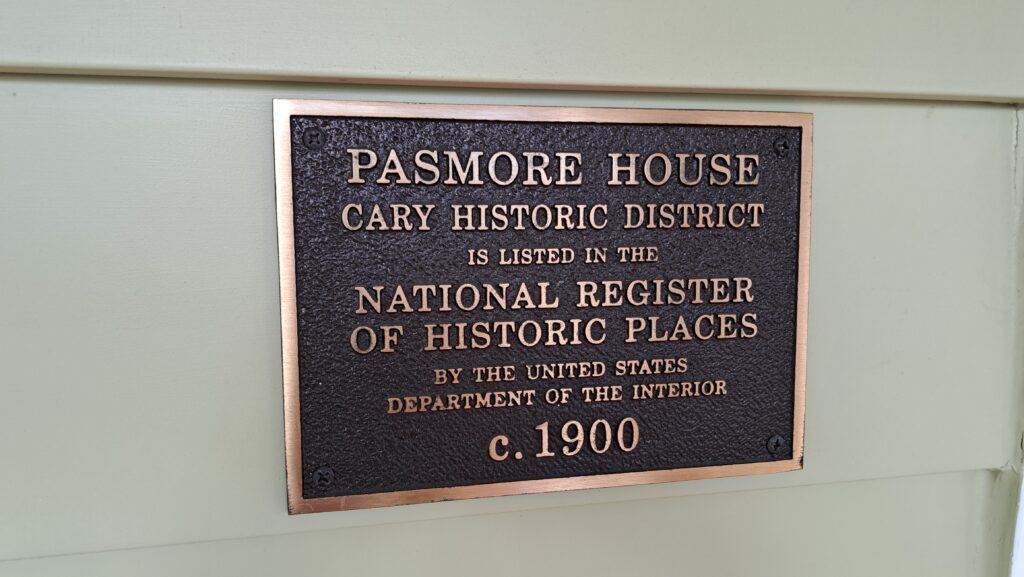 PASMORE HOUSE
CARY HISTORIC DISTRICT
IS LISTED IN THE
NATIONAL REGISTER
OF HISTORIC PLACES
BY THE UNITED STATES
DEPARTMENT OF THE INTERIOR
c. 1900